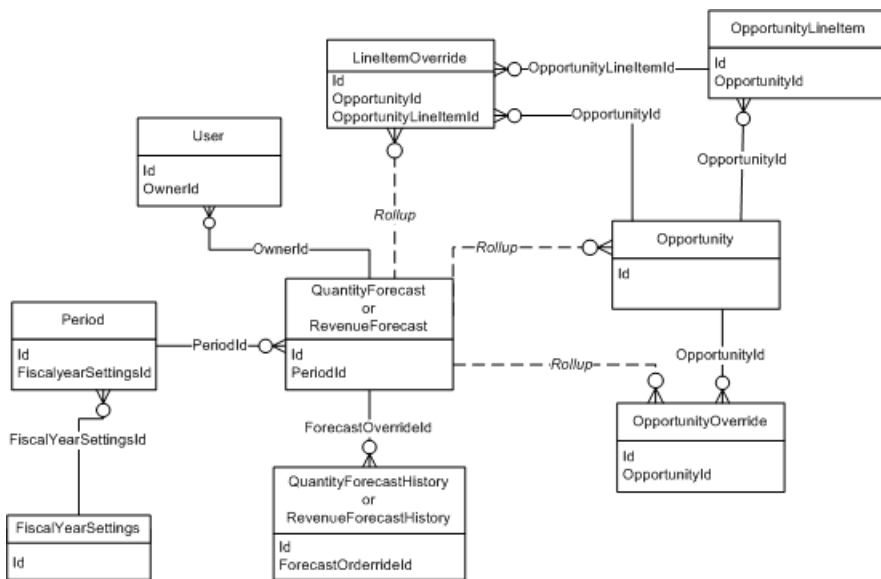 OpportunityLineItem
Id
OpportunityId
LineItemOverride
Id
OpportunityId
OpportunityLineItemId
OpportunityLineItemId
OpportunityId
User
Id
OwnerId
OpportunityId
Rollup
OwnerId
Rollup
Opportunity
Id
QuantityForecast
or
RevenueForecast
Id
PeriodId
Period
Id
FiscalyearSettingsId
PeriodId
OpportunityId
Rollup
ForecastOverrideId
FiscalYearSettingsId
OpportunityOverride
Id
OpportunityId
QuantityForecastHistory
or
RevenueForecastHistory
Id
ForecastOrderrideId
FiscalYearSettings
Id